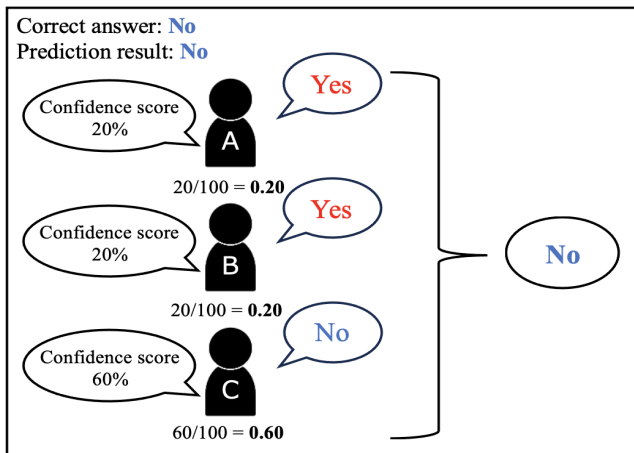 Correct answer: No
Prediction result: No
Confidence score
20%
A
Yes
20/100 = 0.20
Confidence score
20%
B
Yes
20/100 = 0.20
No
Confidence score
60%
C
No
60/100 = 0.60